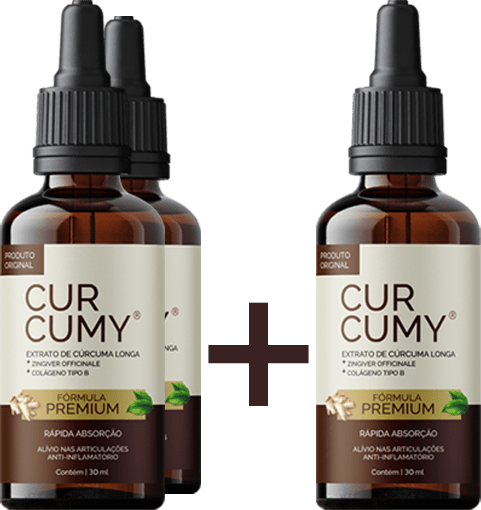 PRODUTO
ORIGINAL
CUR
CUMY®
EXTRATO DE CÚRCUMA LONGA
* ZINGIVER OFFICINALE
* COLÁGENO TIPO B
FÓRMULA
PREMIUM
RÁPIDA ABSORÇÃO
ALÍVIO NAS ARTICULAÇÕES
ANTI-INFLAMATÓRIO
Contém | 30 ml
+
PRODUTO
ORIGINAL
CUR
CUMY®
EXTRATO DE CÚRCUMA LONGA
* ZINGIVER OFFICINALE
* COLÁGENO TIPO B
FÓRMULA
PREMIUM
RÁPIDA ABSORÇÃO
ALÍVIO NAS ARTICULAÇÕES
ANTI-INFLAMATÓRIO
Contém | 30 ml